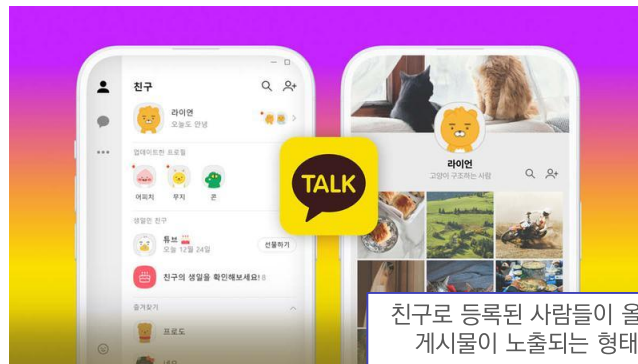 친구
라이언
오늘도 안녕
업데이트한 프로필
어피치 무지 콘
생일인 친구
튜브
오늘 12월 24일
선물하기
친구의 생일을 확인해보세요! 8
즐겨찾기
프로도
네오
TALK
라이언
고양이 구조하는 사람
친구로 등록된 사람들이 올
게시물이 노출되는 형태